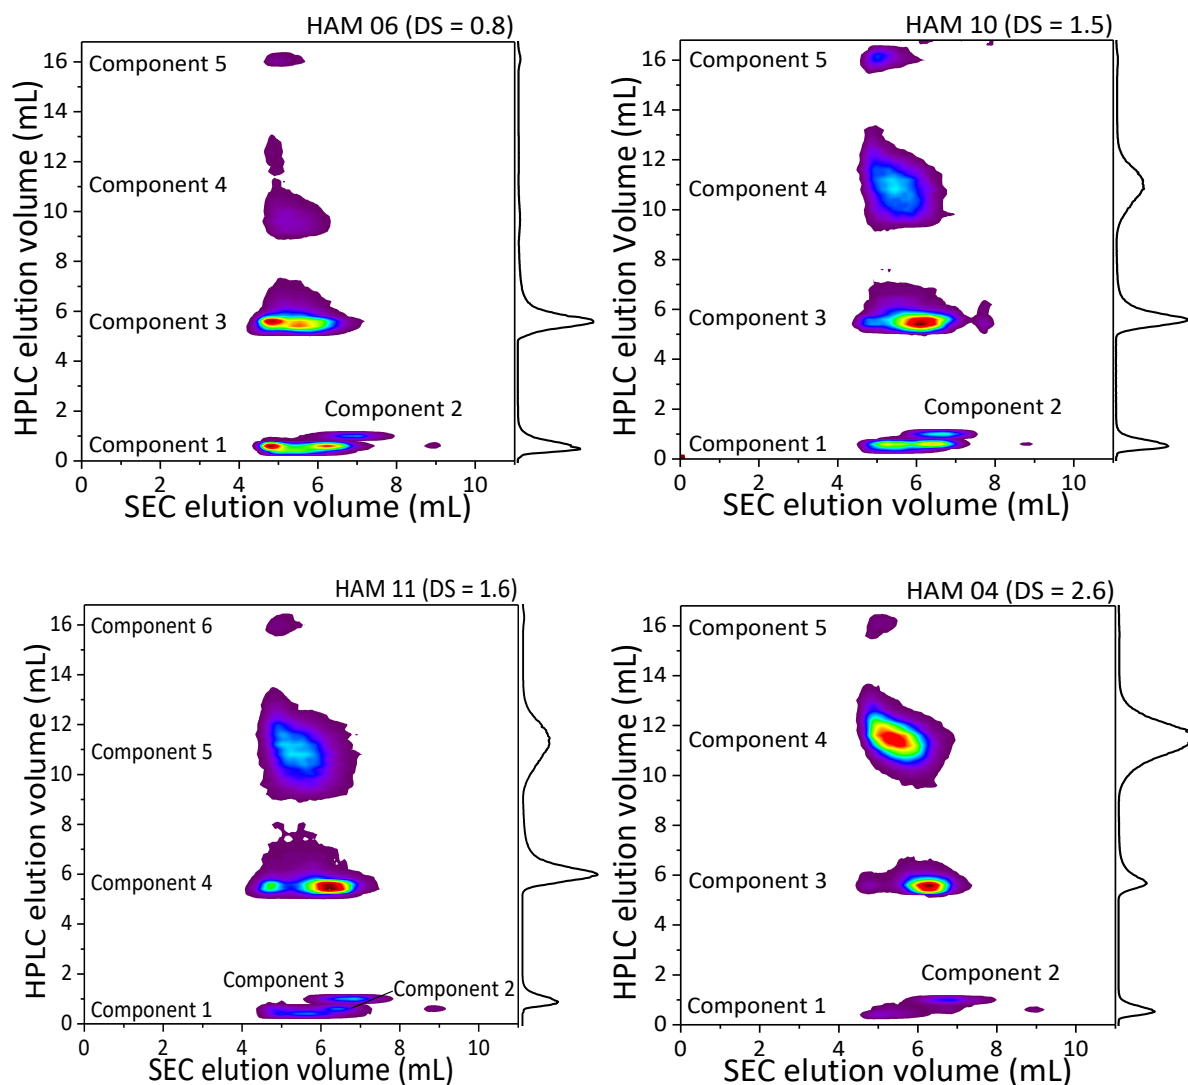 HAM 06 (DS = 0.8)
HPLC elution volume (mL)
16
14
12
10
8
6
4
2
0
Component 5
Component 4
Component 3
Component 2
Component 1
0 2 4 6 8 10
SEC elution volume (mL)
HAM 10 (DS = 1.5)
HPLC elution Volume (mL)
16
14
12
10
8
6
4
2
0
Component 5
Component 4
Component 3
Component 2
Component 1
0 2 4 6 8 10
SEC elution volume (mL)
HAM 11 (DS = 1.6)
HPLC elution volume (mL)
16
14
12
10
8
6
4
2
0
Component 6
Component 5
Component 4
Component 3
Component 2
Component 1
0 2 4 6 8 10
SEC elution volume (mL)
HAM 04 (DS = 2.6)
HPLC elution volume (mL)
16
14
12
10
8
6
4
2
0
Component 5
Component 4
Component 3
Component 2
Component 1
0 2 4 6 8 10
SEC elution volume (mL)